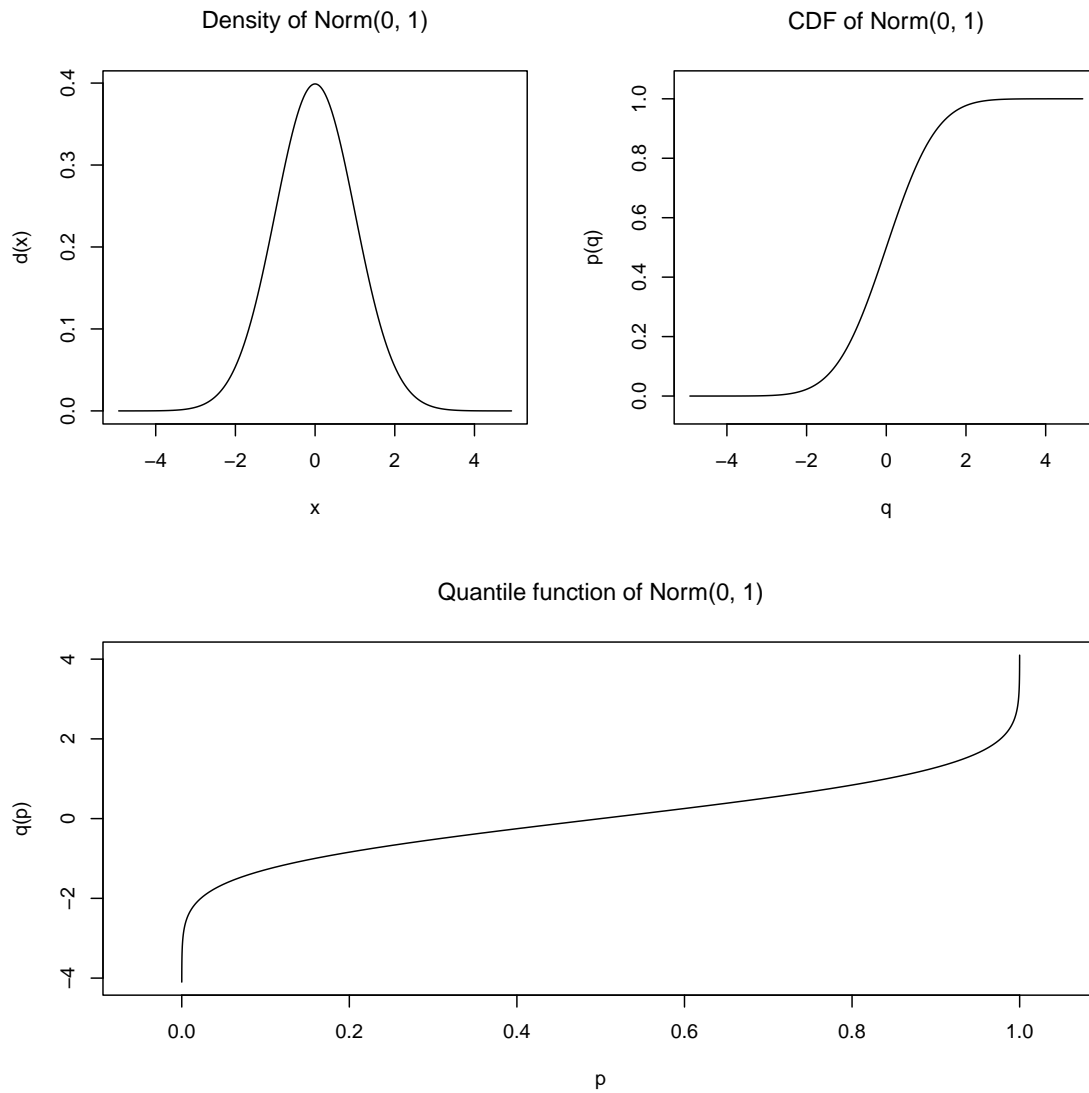 Density of Norm(0, 1)
d(x)
0.4
0.3
0.2
0.1
0.0
−4 −2 0 2 4
x
CDF of Norm(0, 1)
p(q)
1.0
0.8
0.6
0.4
0.2
0.0
−4 −2 0 2 4
q
Quantile function of Norm(0, 1)
q(p)
4
2
0
−2
−4
0.0 0.2 0.4 0.6 0.8 1.0
p